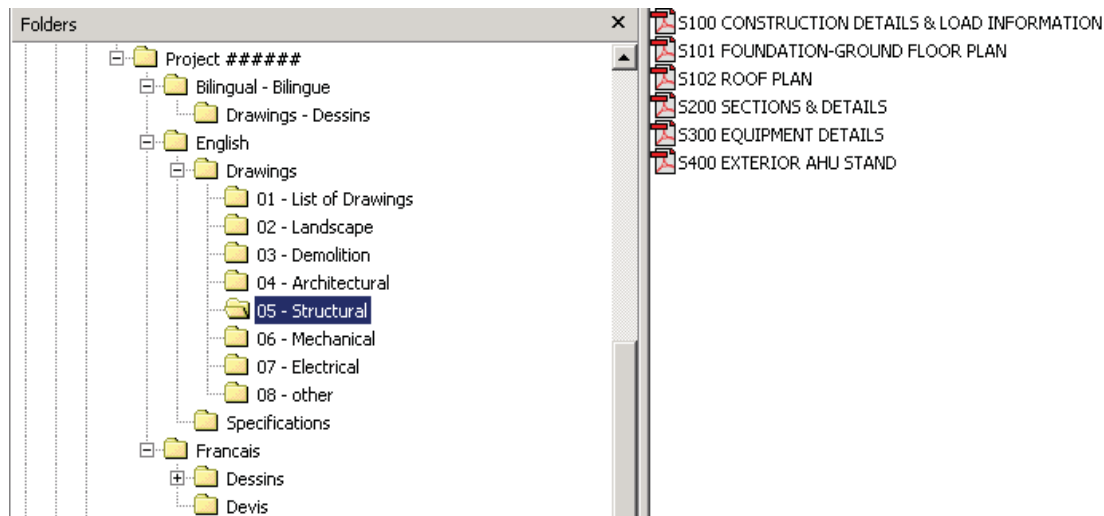 Folders
Project ######
Bilingual - Bilingue
Drawings - Dessins
English
Drawings
01 - List of Drawings
02 - Landscape
03 - Demolition
04 - Architectural
05 - Structural
06 - Mechanical
07 - Electrical
08 - other
Specifications
Francais
Dessins
Devis
S100 CONSTRUCTION DETAILS & LOAD INFORMATION
S101 FOUNDATION-GROUND FLOOR PLAN
S102 ROOF PLAN
S200 SECTIONS & DETAILS
S300 EQUIPMENT DETAILS
S400 EXTERIOR AHU STAND